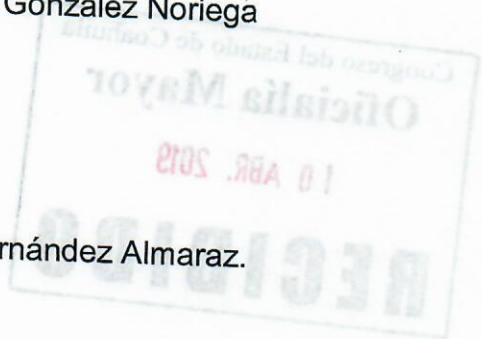 González Noriega
Congreso del Estado de Coahuila
Oficialía Mayor
10 ABR. 2019
RECIBIDO
rnández Almaraz.